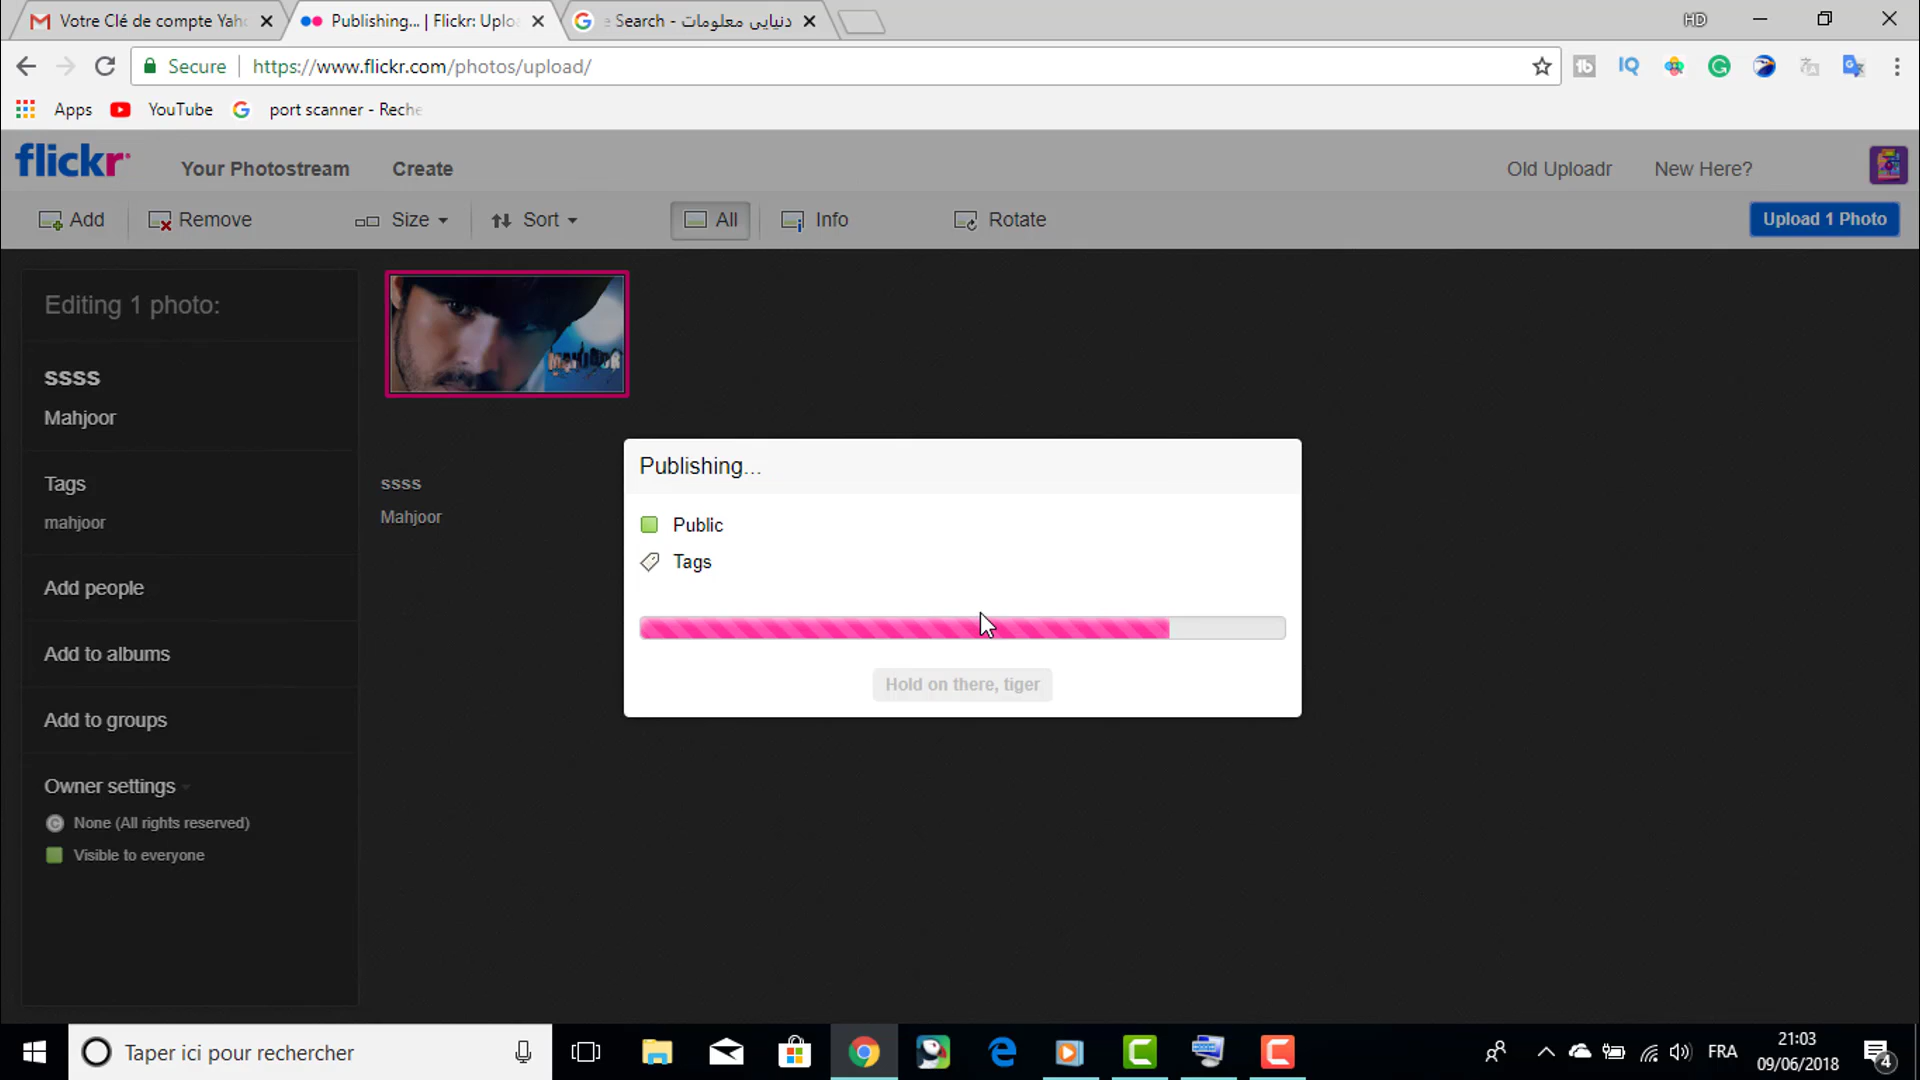 Votre Clé de compte Yah
Publishing... | Flickr: Uplo
دنیایی معلومات - e Search
HD
Secure
https://www.flickr.com/photos/upload/
Apps
YouTube
port scanner - Reche
flickr
Your Photostream
Create
Old Uploadr
New Here?
Add
Remove
Size
Sort
All
Info
Rotate
Upload 1 Photo
Editing 1 photo:
ssss
Mahjoor
Tags
mahjoor
Add people
Add to albums
Add to groups
Owner settings
None (All rights reserved)
Visible to everyone
MAHJOOR
ssss
Mahjoor
Publishing...
Public
Tags
Hold on there, tiger
Taper ici pour rechercher
FRA
21:03
09/06/2018
4